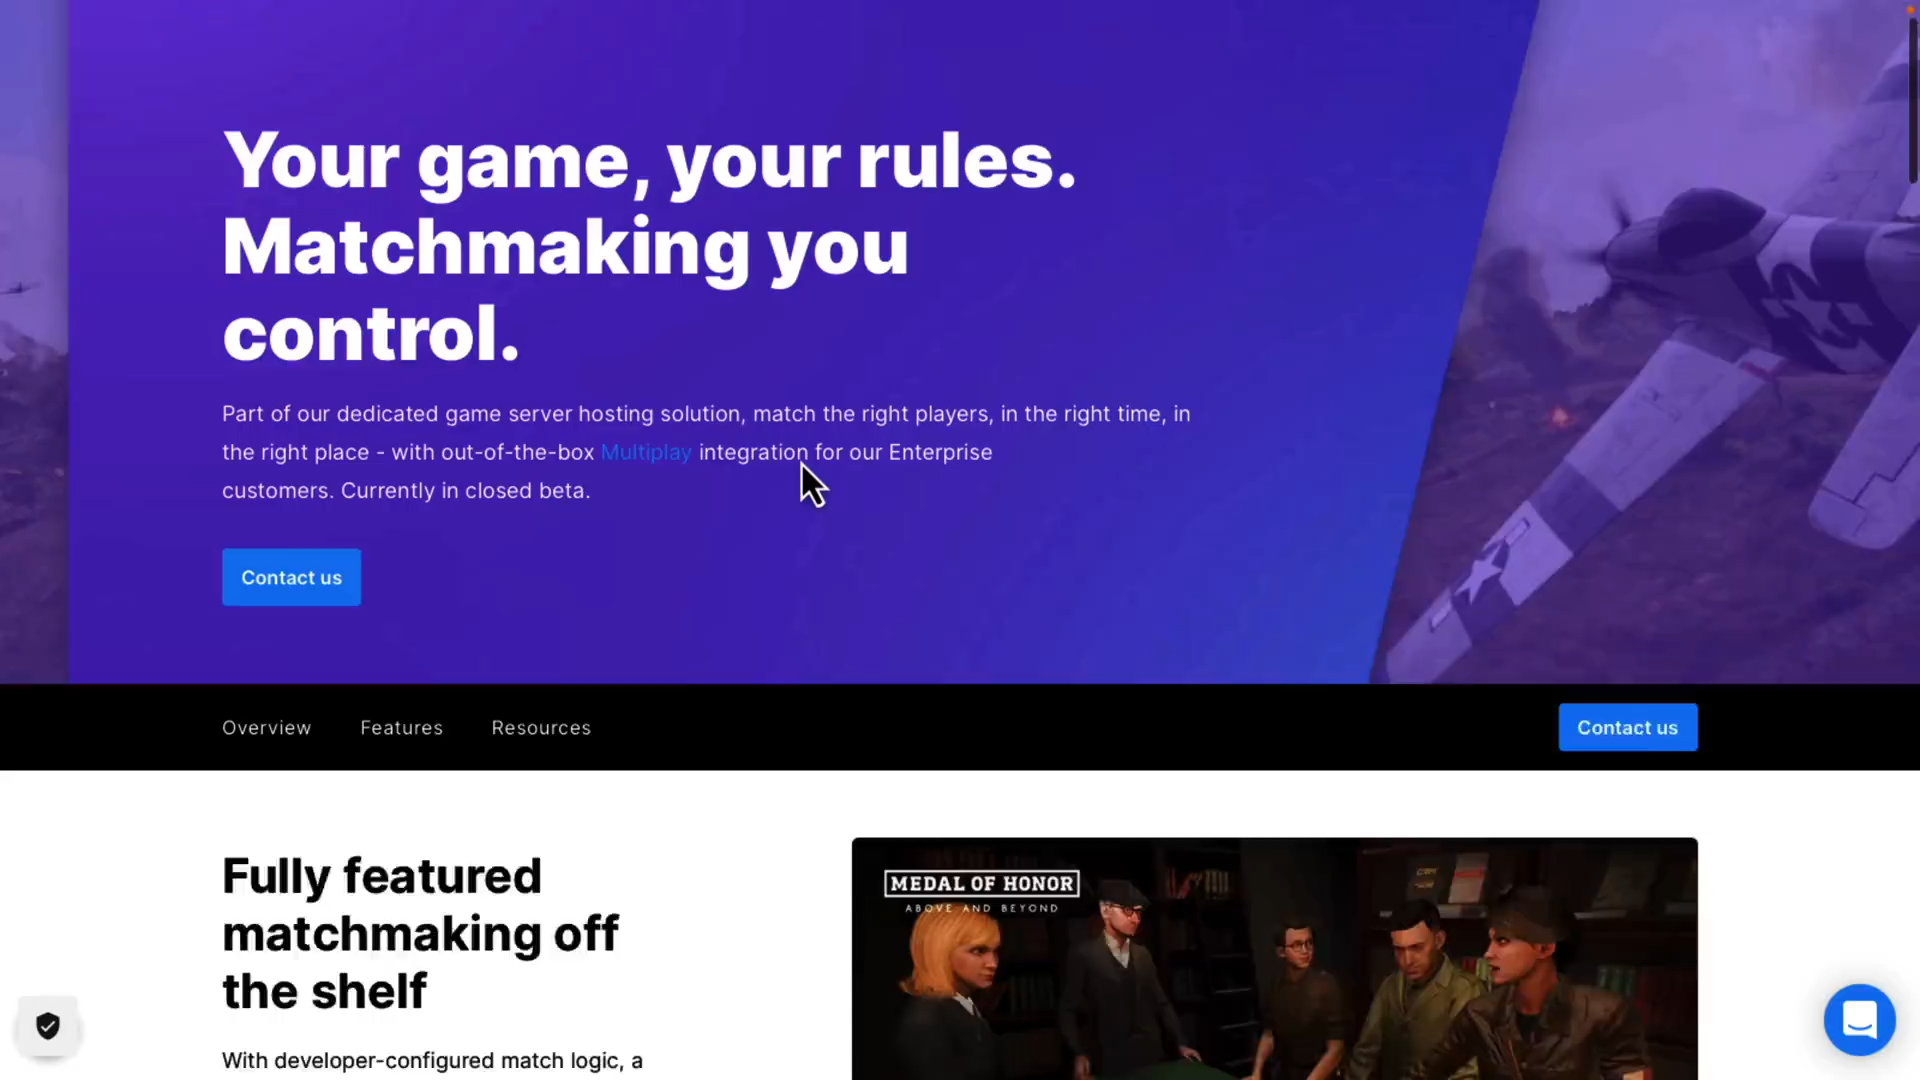 Your game, your rules.
Matchmaking you
control.
Part of our dedicated game server hosting solution, match the right players, in the right time, in
the right place - with out-of-the-box Multiplay integration for our Enterprise
customers. Currently in closed beta.
Contact us
Overview Features Resources Contact us
Fully featured
matchmaking off
the shelf
With developer-configured match logic, a
MEDAL OF HONOR
ABOVE AND BEYOND